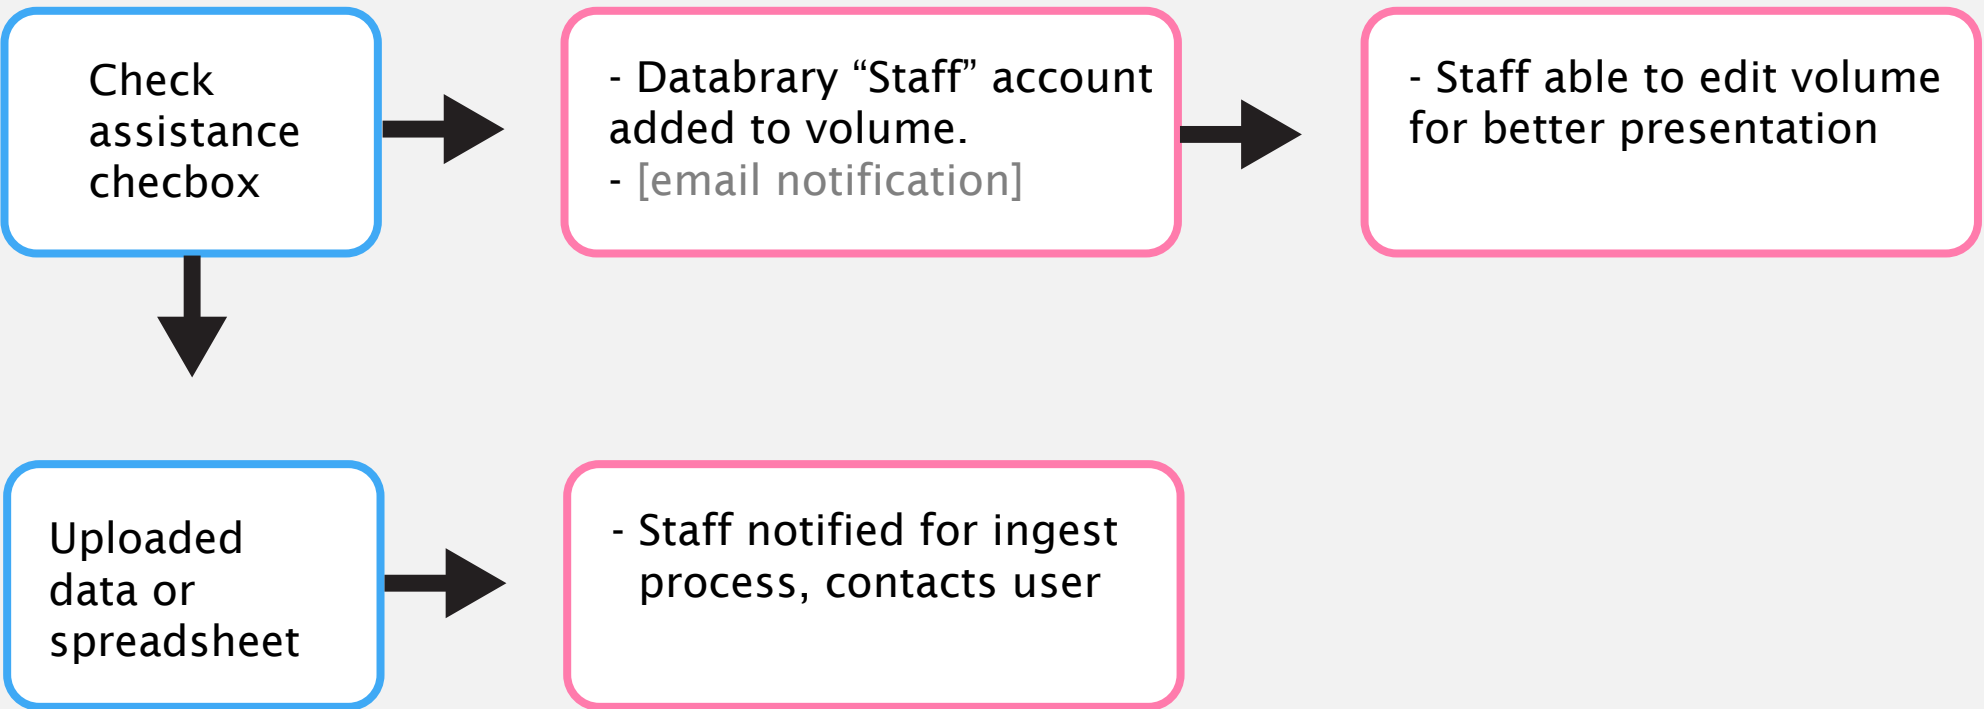 Check
assistance
checbox
- Databrary “Staff” account
added to volume.
- [email notification]
- Staff able to edit volume
for better presentation
Uploaded
data or
spreadsheet
- Staff notified for ingest
process, contacts user